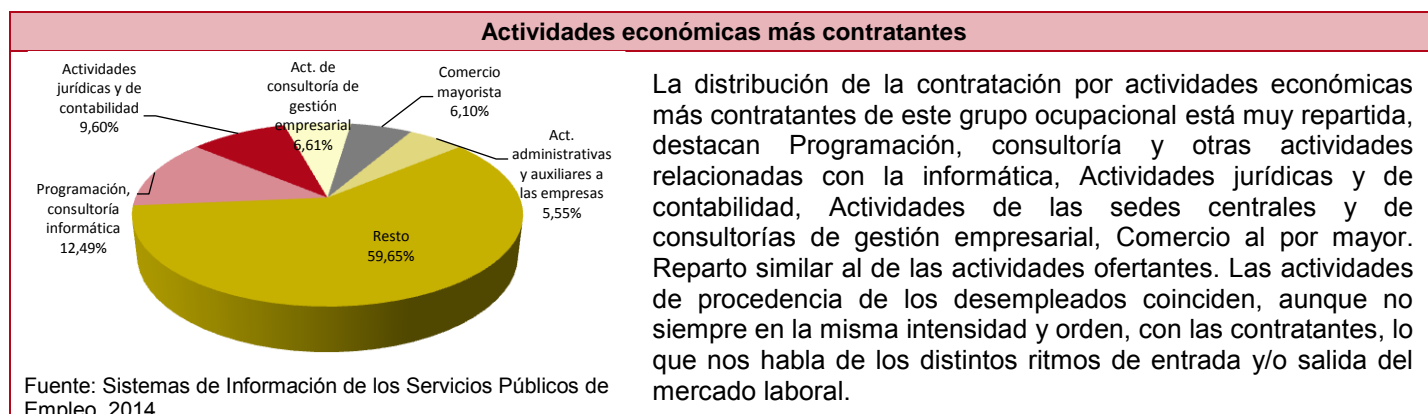 Actividades económicas más contratantes
Actividades
jurídicas y de
contabilidad
9,60%
Act. de
consultoría de
gestión
empresarial
6,61%
Comercio
mayorista
6,10%
Act.
administrativas
y auxiliares a
las empresas
5,55%
Programación,
consultoría
informática
12,49%
Resto
59,65%
Fuente: Sistemas de Información de los Servicios Públicos de
Empleo. 2014
La distribución de la contratación por actividades económicas
más contratantes de este grupo ocupacional está muy repartida,
destacan Programación, consultoría y otras actividades
relacionadas con la informática, Actividades jurídicas y de
contabilidad, Actividades de las sedes centrales y de
consultorías de gestión empresarial, Comercio al por mayor.
Reparto similar al de las actividades ofertantes. Las actividades
de procedencia de los desempleados coinciden, aunque no
siempre en la misma intensidad y orden, con las contratantes, lo
que nos habla de los distintos ritmos de entrada y/o salida del
mercado laboral.